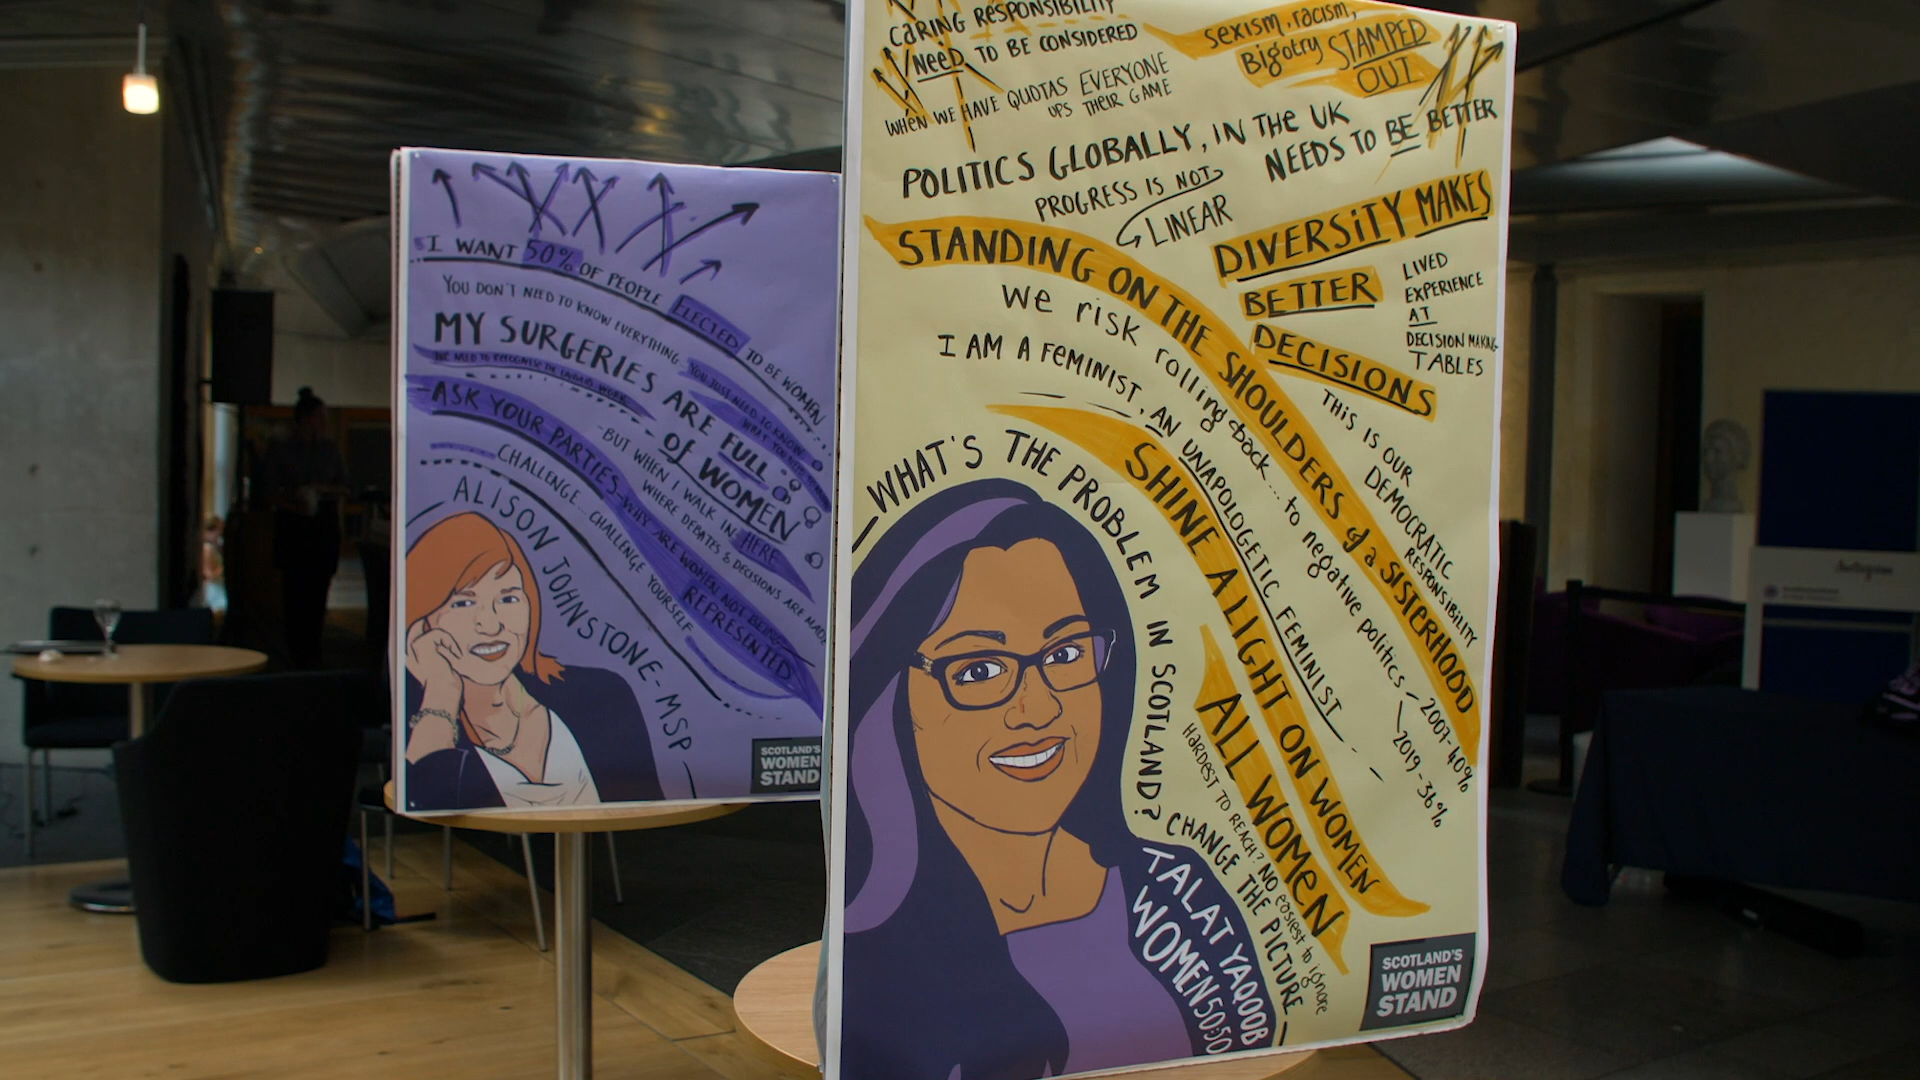 I WANT 50% OF PEOPLE ELECTED TO BE WOMEN
YOU DON'T NEED TO KNOW EVERYTHING. YOU JUST NEED TO KNOW
MY SURGERIES ARE FULL
of WOMEN
ASK YOUR PARTIES - WHY ARE WOMEN NOT BEING
REPRESENTED
-BUT WHEN I WALK IN HERE
WHERE DEBATES & DECISIONS ARE MADE
CHALLENGE... CHALLENGE YOURSELF
ALISON JOHNSTONE-MSP
SCOTLAND'S
WOMEN
STAND
CARING RESPONSIBILITY
NEED TO BE CONSIDERED
WHEN WE HAVE QUOTAS EVERYONE
UPS THEIR GAME
sexism, racism,
Bigotry STAMPED
OUT
POLITICS GLOBALLY, IN THE UK
NEEDS TO BE BETTER
PROGRESS IS NOT
LINEAR
DIVERSITY MAKES
BETTER
DECISIONS
LIVED
EXPERIENCE
AT
DECISION MAKING
TABLES
STANDING ON THE SHOULDERS of a SISTERHOOD
THIS IS OUR
DEMOCRATIC
RESPONSIBILITY
We risk rolling back... to negative politics
2007-40%
2019-36%
I AM A FEMINIST, AN UNAPOLOGETIC FEMINIST
SHINE A LIGHT ON WOMEN
ALL WOMEN
HARDEST TO REACH? NO easiest to ignore
WHAT'S THE PROBLEM IN SCOTLAND?
CHANGE THE PICTURE
TALAT YAQOOB
WOMEN50:50
SCOTLAND'S
WOMEN
STAND